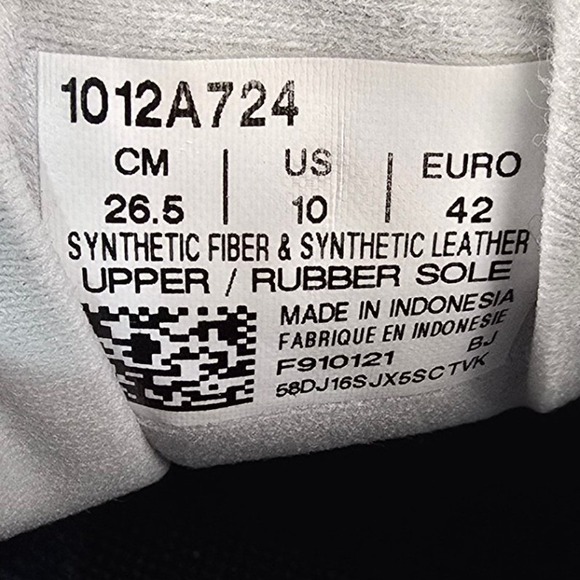 1012A724
CM | US | EURO
26.5 | 10 | 42
SYNTHETIC FIBER & SYNTHETIC LEATHER
UPPER / RUBBER SOLE
MADE IN INDONESIA
FABRIQUE EN INDONESIE
F910121 BJ
58DJ16SJX5SCTVK